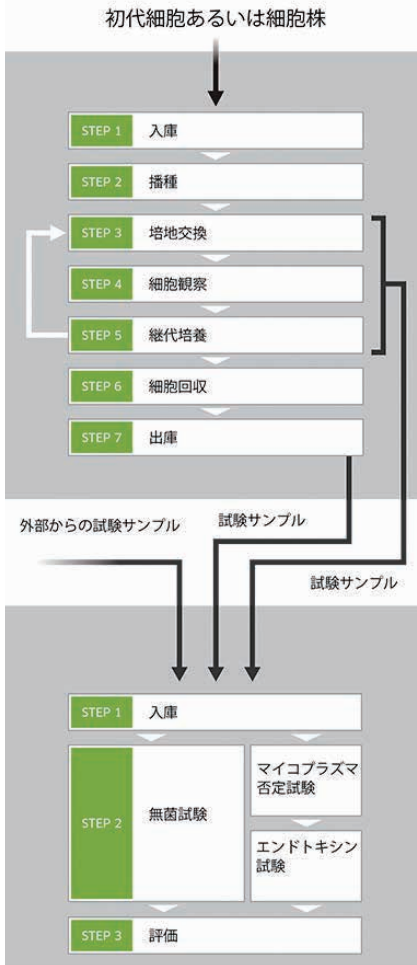 初代細胞あるいは細胞株
STEP 1 入庫
STEP 2 播種
STEP 3 培地交換
STEP 4 細胞観察
STEP 5 継代培養
STEP 6 細胞回収
STEP 7 出庫
外部からの試験サンプル
試験サンプル
試験サンプル
STEP 1 入庫
STEP 2 無菌試験
マイコプラズマ
否定試験
エンドトキシン
試験
STEP 3 評価